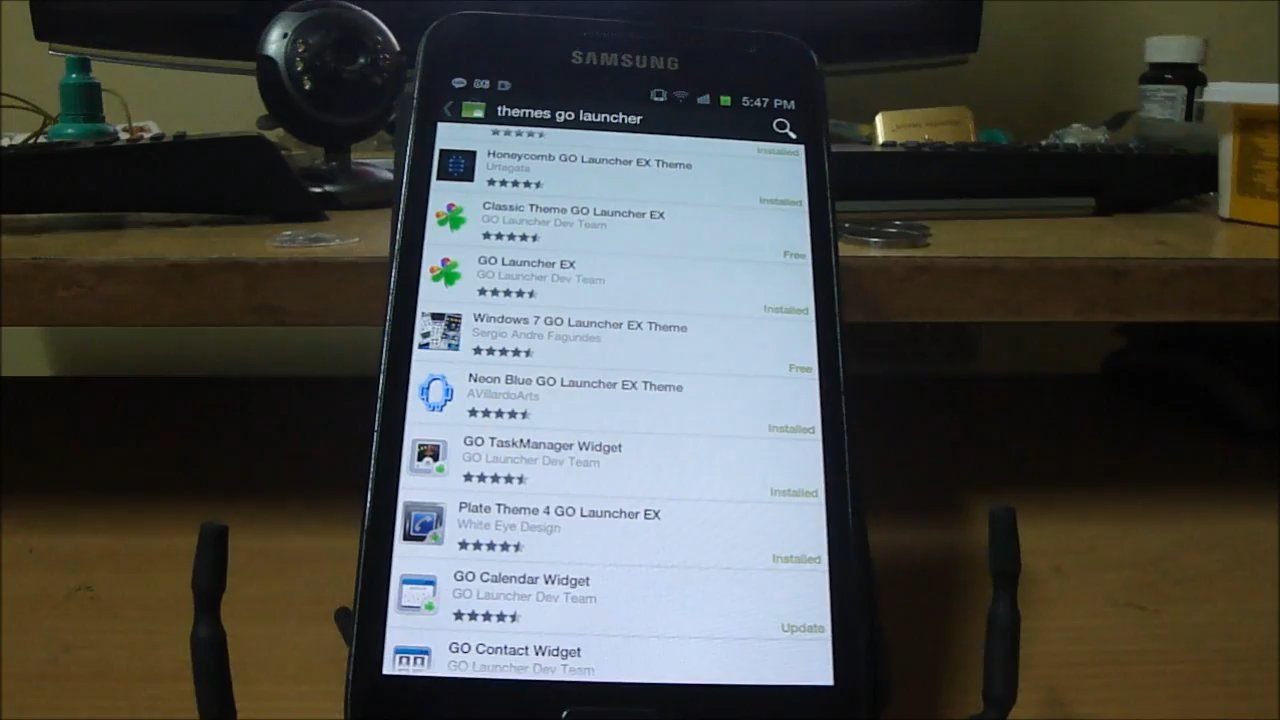 SAMSUNG
5:47 PM
themes go launcher
Installed
Honeycomb GO Launcher EX Theme
Urtegata
Installed
Classic Theme GO Launcher EX
GO Launcher Dev Team
Free
GO Launcher EX
GO Launcher Dev Team
Installed
Windows 7 GO Launcher EX Theme
Sergio Andre Fagundes
Free
Neon Blue GO Launcher EX Theme
AVillardoArts
Installed
GO TaskManager Widget
GO Launcher Dev Team
Installed
Plate Theme 4 GO Launcher EX
White Eye Design
Installed
GO Calendar Widget
GO Launcher Dev Team
Update
GO Contact Widget
GO Launcher Dev Team